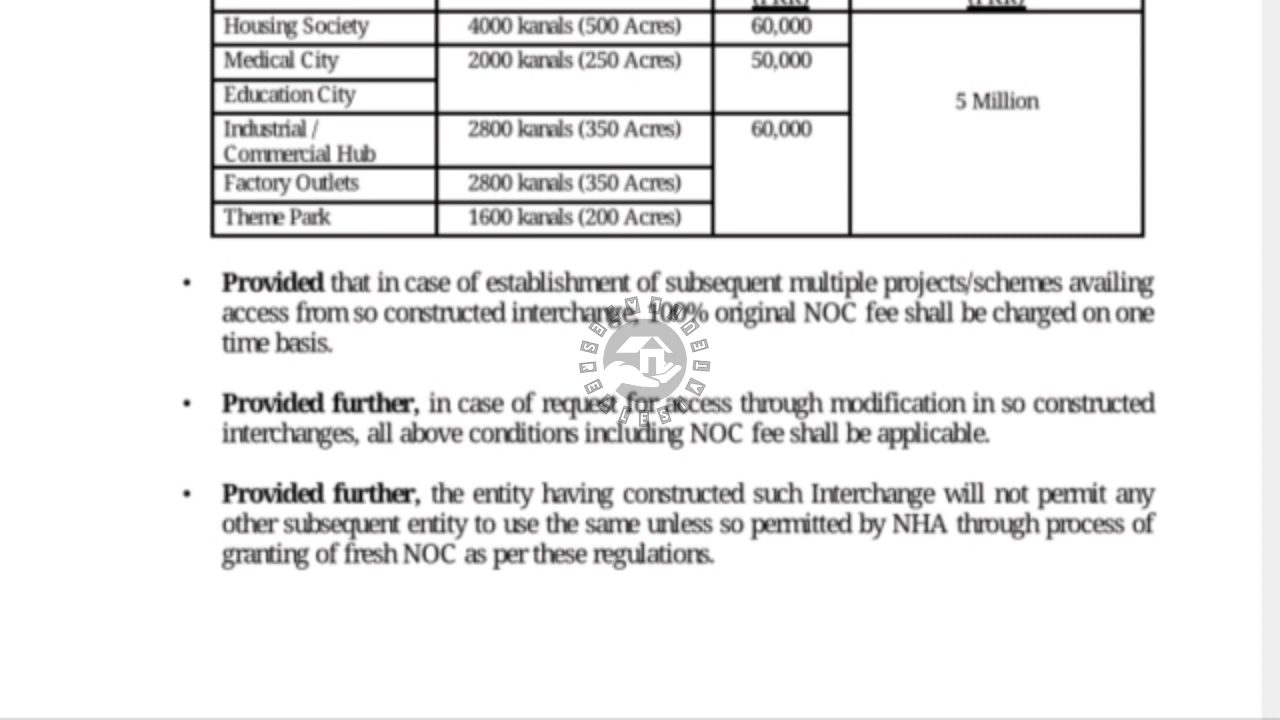 (PKR) (PKR)
Housing Society 4000 kanals (500 Acres) 60,000
Medical City 2000 kanals (250 Acres) 50,000
Education City
5 Million
Industrial / 2800 kanals (350 Acres) 60,000
Commercial Hub
Factory Outlets 2800 kanals (350 Acres)
Theme Park 1600 kanals (200 Acres)
• Provided that in case of establishment of subsequent multiple projects/schemes availing
access from so constructed interchange, 100% original NOC fee shall be charged on one
time basis.
• Provided further, in case of request for access through modification in so constructed
interchanges, all above conditions including NOC fee shall be applicable.
• Provided further, the entity having constructed such Interchange will not permit any
other subsequent entity to use the same unless so permitted by NHA through process of
granting of fresh NOC as per these regulations.